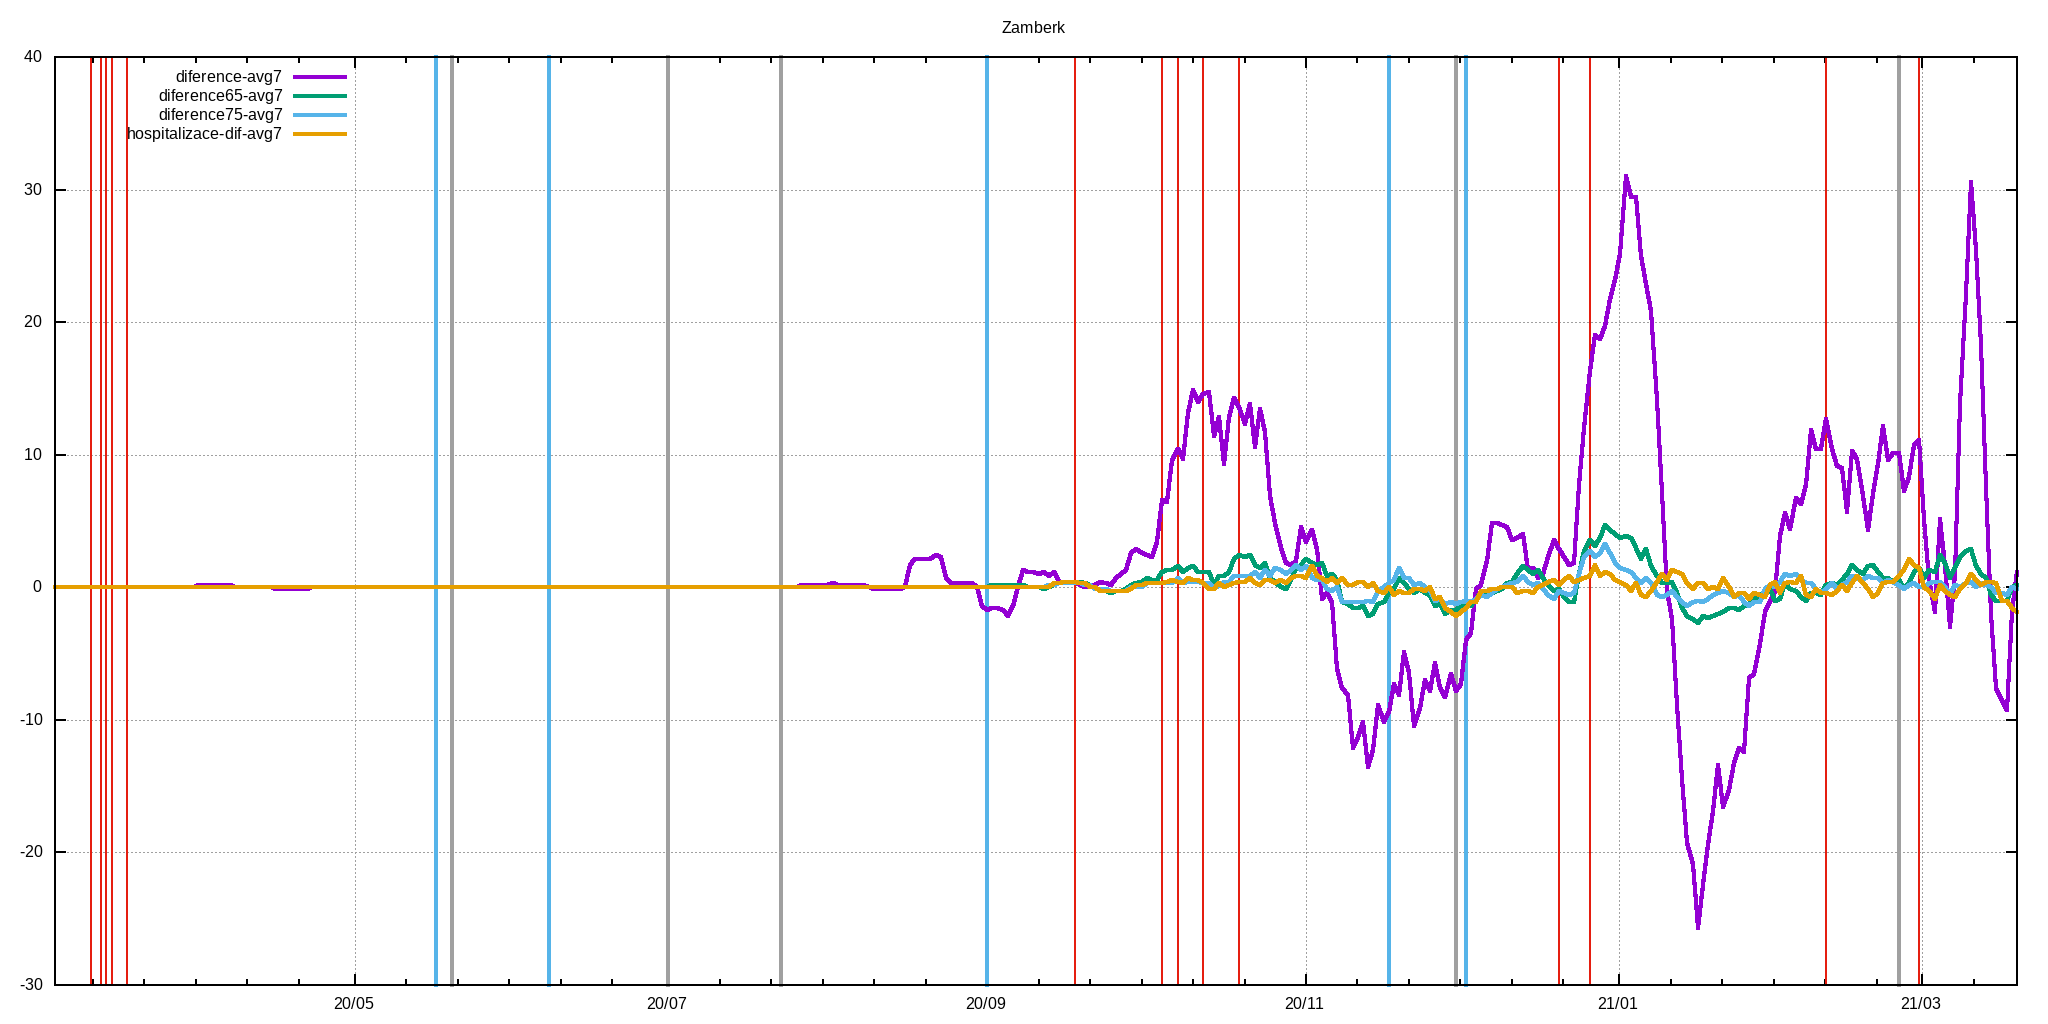 Zamberk
40
30
20
10
0
-10
-20
-30
diference-avg7
diference65-avg7
diference75-avg7
hospitalizace-dif-avg7
20/05 20/07 20/09 20/11 21/01 21/03